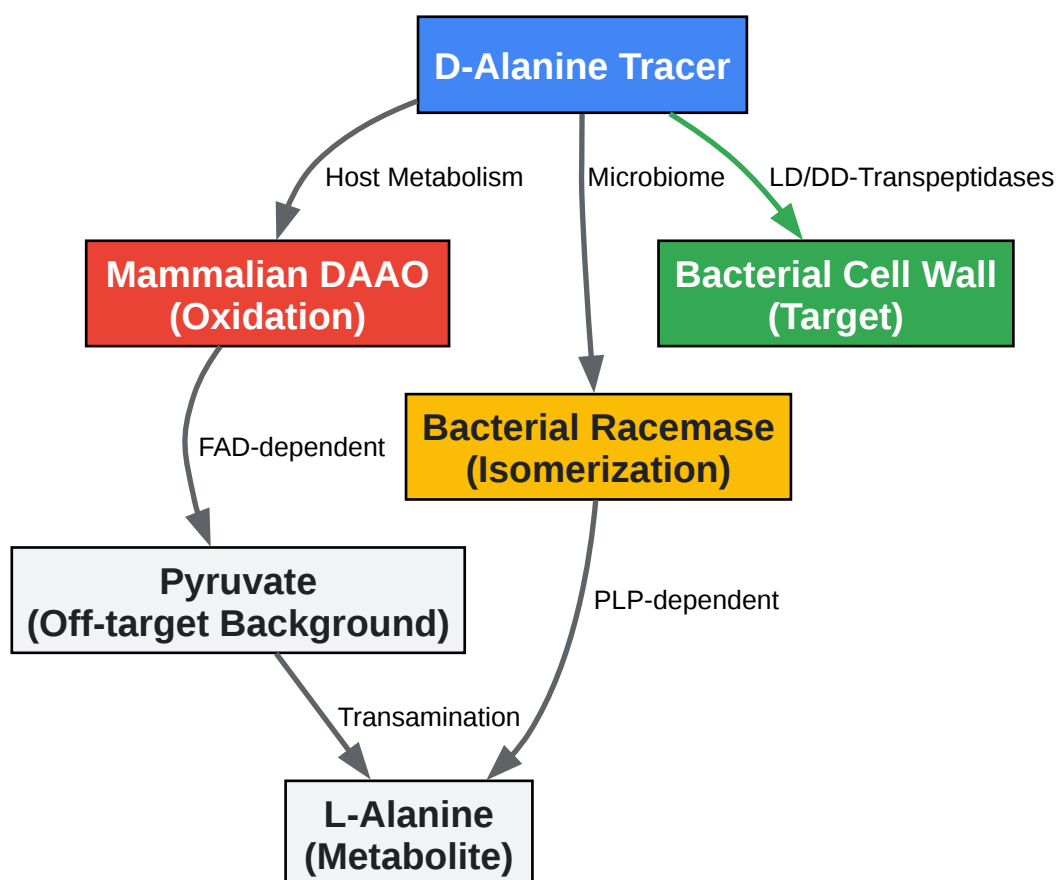 D-Alanine Tracer
Host Metabolism
Microbiome
LD/DD-Transpeptidases
Mammalian DAAO
(Oxidation)
Bacterial Cell Wall
(Target)
FAD-dependent
Bacterial Racemase
(Isomerization)
Pyruvate
(Off-target Background)
PLP-dependent
Transamination
L-Alanine
(Metabolite)